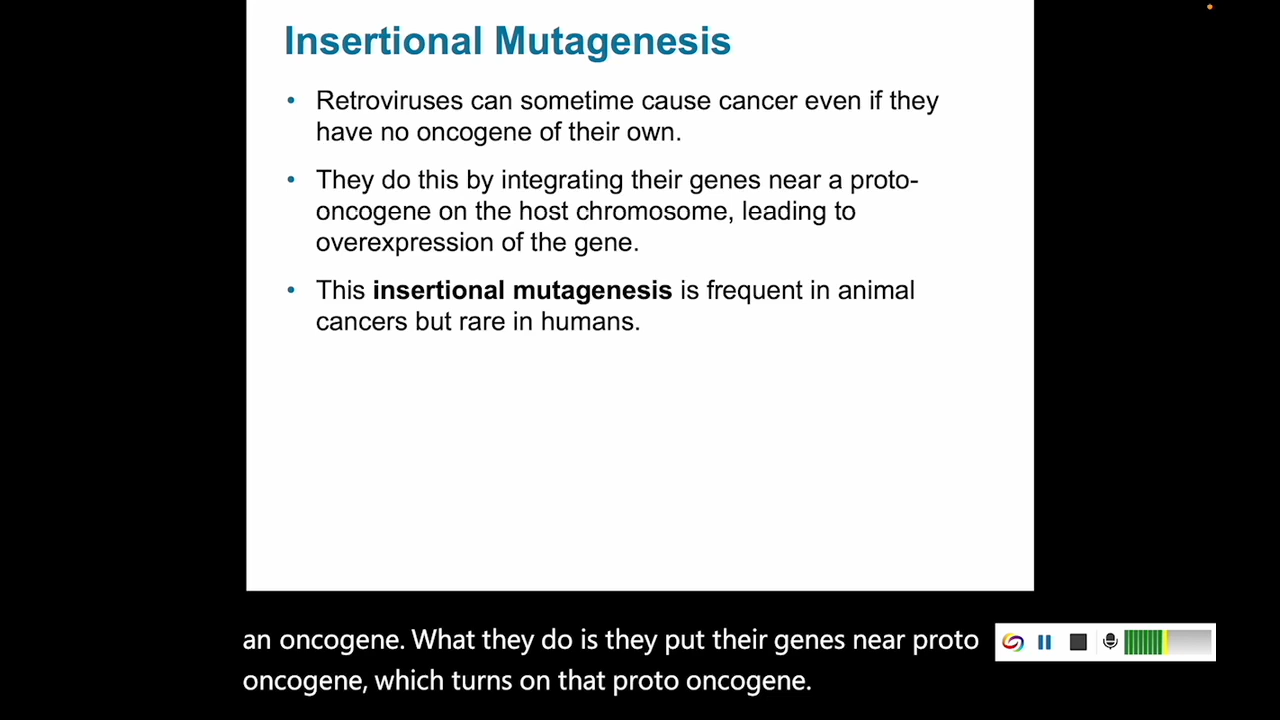 Insertional Mutagenesis
• Retroviruses can sometime cause cancer even if they
have no oncogene of their own.
• They do this by integrating their genes near a proto-
oncogene on the host chromosome, leading to
overexpression of the gene.
• This insertional mutagenesis is frequent in animal
cancers but rare in humans.
an oncogene. What they do is they put their genes near proto
oncogene, which turns on that proto oncogene.